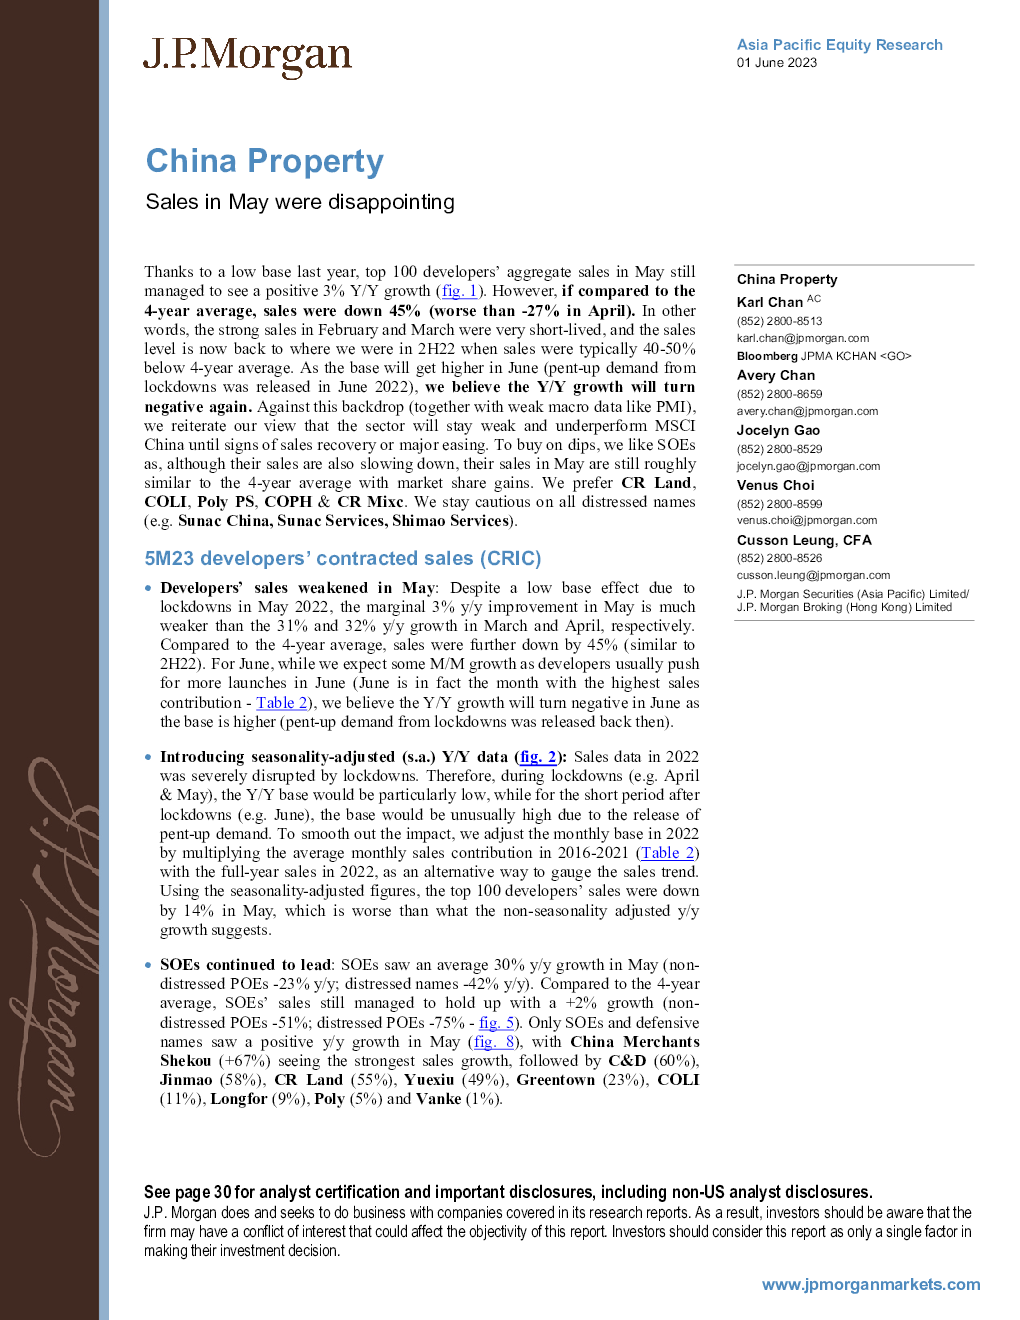 J.P.Morgan
Asia Pacific Equity Research
01 June 2023
China Property
Sales in May were disappointing
Thanks to a low base last year, top 100 developers’ aggregate sales in May still
managed to see a positive 3% Y/Y growth (fig. 1). However, if compared to the
4-year average, sales were down 45% (worse than -27% in April). In other
words, the strong sales in February and March were very short-lived, and the sales
level is now back to where we were in 2H22 when sales were typically 40-50%
below 4-year average. As the base will get higher in June (pent-up demand from
lockdowns was released in June 2022), we believe the Y/Y growth will turn
negative again. Against this backdrop (together with weak macro data like PMI),
we reiterate our view that the sector will stay weak and underperform MSCI
China until signs of sales recovery or major easing. To buy on dips, we like SOEs
as, although their sales are also slowing down, their sales in May are still roughly
similar to the 4-year average with market share gains. We prefer CR Land,
COLI, Poly PS, COPH & CR Mixc. We stay cautious on all distressed names
(e.g. Sunac China, Sunac Services, Shimao Services).
5M23 developers’ contracted sales (CRIC)
• Developers’ sales weakened in May: Despite a low base effect due to
lockdowns in May 2022, the marginal 3% y/y improvement in May is much
weaker than the 31% and 32% y/y growth in March and April, respectively.
Compared to the 4-year average, sales were further down by 45% (similar to
2H22). For June, while we expect some M/M growth as developers usually push
for more launches in June (June is in fact the month with the highest sales
contribution - Table 2), we believe the Y/Y growth will turn negative in June as
the base is higher (pent-up demand from lockdowns was released back then).
• Introducing seasonality-adjusted (s.a.) Y/Y data (fig. 2): Sales data in 2022
was severely disrupted by lockdowns. Therefore, during lockdowns (e.g. April
& May), the Y/Y base would be particularly low, while for the short period after
lockdowns (e.g. June), the base would be unusually high due to the release of
pent-up demand. To smooth out the impact, we adjust the monthly base in 2022
by multiplying the average monthly sales contribution in 2016-2021 (Table 2)
with the full-year sales in 2022, as an alternative way to gauge the sales trend.
Using the seasonality-adjusted figures, the top 100 developers’ sales were down
by 14% in May, which is worse than what the non-seasonality adjusted y/y
growth suggests.
• SOEs continued to lead: SOEs saw an average 30% y/y growth in May (non-
distressed POEs -23% y/y; distressed names -42% y/y). Compared to the 4-year
average, SOEs’ sales still managed to hold up with a +2% growth (non-
distressed POEs -51%; distressed POEs -75% - fig. 5). Only SOEs and defensive
names saw a positive y/y growth in May (fig. 8), with China Merchants
Shekou (+67%) seeing the strongest sales growth, followed by C&D (60%),
Jinmao (58%), CR Land (55%), Yuexiu (49%), Greentown (23%), COLI
(11%), Longfor (9%), Poly (5%) and Vanke (1%).
China Property
Karl Chan AC
(852) 2800-8513
karl.chan@jpmorgan.com
Bloomberg JPMA KCHAN <GO>
Avery Chan
(852) 2800-8659
avery.chan@jpmorgan.com
Jocelyn Gao
(852) 2800-8529
jocelyn.gao@jpmorgan.com
Venus Choi
(852) 2800-8599
venus.choi@jpmorgan.com
Cusson Leung, CFA
(852) 2800-8526
cusson.leung@jpmorgan.com
J.P. Morgan Securities (Asia Pacific) Limited/
J.P. Morgan Broking (Hong Kong) Limited
J.P.Morgan
See page 30 for analyst certification and important disclosures, including non-US analyst disclosures.
J.P. Morgan does and seeks to do business with companies covered in its research reports. As a result, investors should be aware that the
firm may have a conflict of interest that could affect the objectivity of this report. Investors should consider this report as only a single factor in
making their investment decision.
www.jpmorganmarkets.com